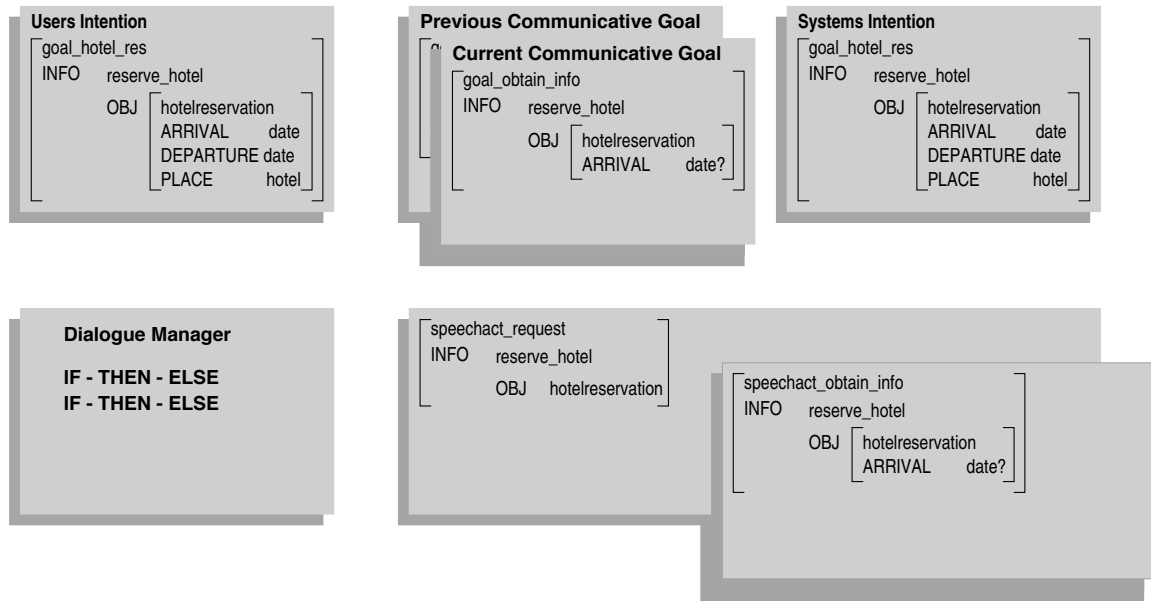 Users Intention
goal_hotel_res
INFO reserve_hotel
OBJ hotelreservation
ARRIVAL date
DEPARTURE date
PLACE hotel
Previous Communicative Goal
Current Communicative Goal
goal_obtain_info
INFO reserve_hotel
OBJ hotelreservation
ARRIVAL date?
Systems Intention
goal_hotel_res
INFO reserve_hotel
OBJ hotelreservation
ARRIVAL date
DEPARTURE date
PLACE hotel
Dialogue Manager
IF - THEN - ELSE
IF - THEN - ELSE
speechact_request
INFO reserve_hotel
OBJ hotelreservation
speechact_obtain_info
INFO reserve_hotel
OBJ hotelreservation
ARRIVAL date?